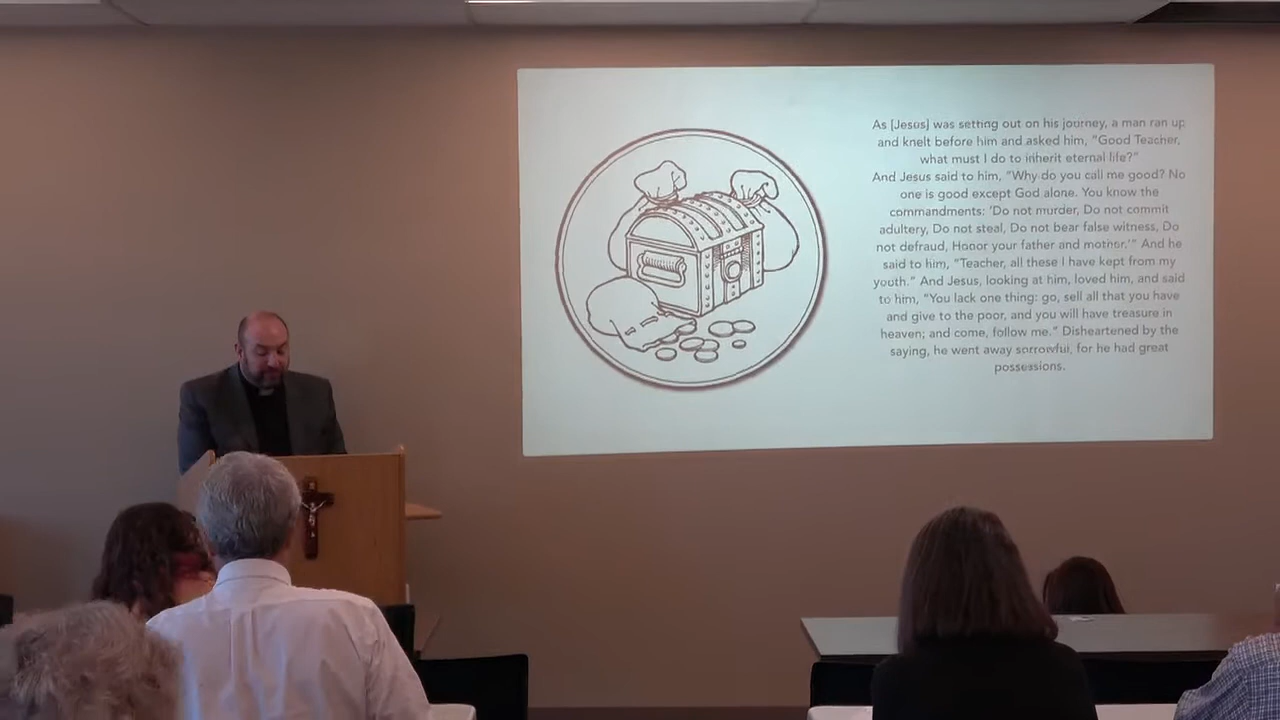 As [Jesus] was setting out on his journey, a man ran up
and knelt before him and asked him, “Good Teacher,
what must I do to inherit eternal life?”
And Jesus said to him, “Why do you call me good? No
one is good except God alone. You know the
commandments: ‘Do not murder, Do not commit
adultery, Do not steal, Do not bear false witness, Do
not defraud, Honor your father and mother.’” And he
said to him, “Teacher, all these I have kept from my
youth.” And Jesus, looking at him, loved him, and said
to him, “You lack one thing: go, sell all that you have
and give to the poor, and you will have treasure in
heaven; and come, follow me.” Disheartened by the
saying, he went away sorrowful, for he had great
possessions.